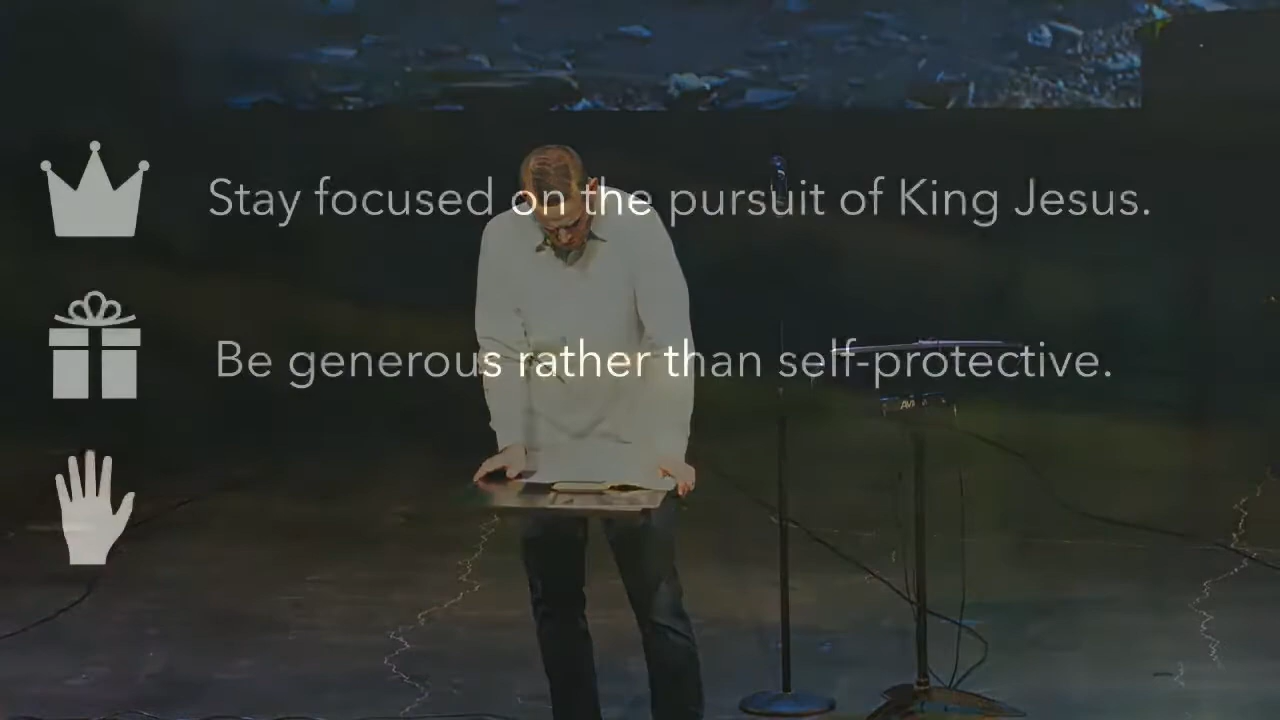 Stay focused on the pursuit of King Jesus.
Be generous rather than self-protective.